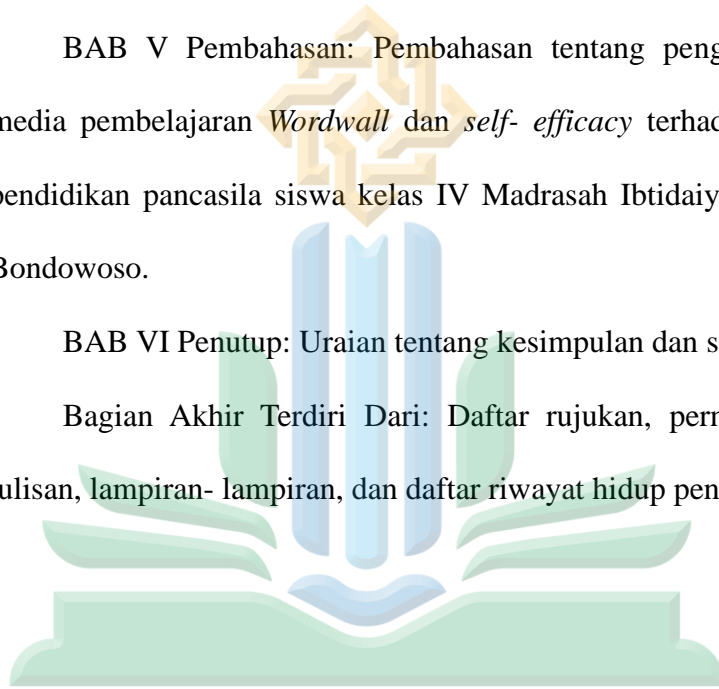 BAB V Pembahasan: Pembahasan tentang peng
media pembelajaran Wordwall dan self- efficacy terhad
pendidikan pancasila siswa kelas IV Madrasah Ibtidaiy
Bondowoso.
BAB VI Penutup: Uraian tentang kesimpulan dan s
Bagian Akhir Terdiri Dari: Daftar rujukan, per
ulisan, lampiran- lampiran, dan daftar riwayat hidup pen